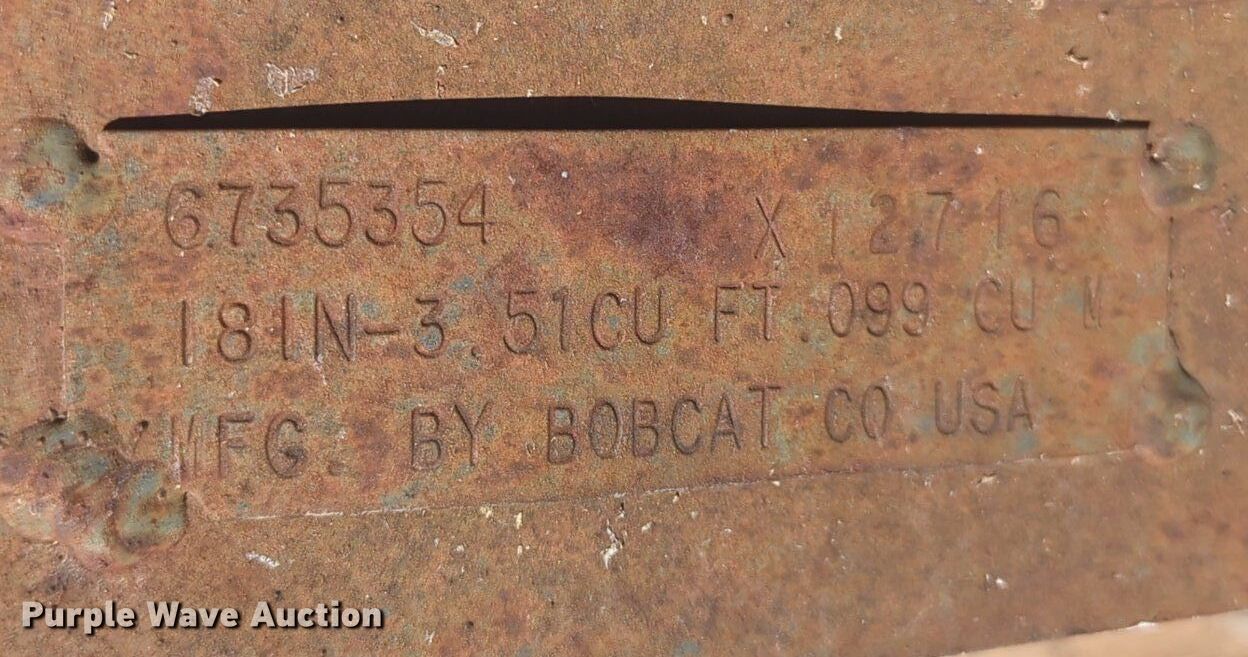 6735354 X12716
18IN-3.51CU FT.099 CU M
MFG. BY BOBCAT CO USA
Purple Wave Auction